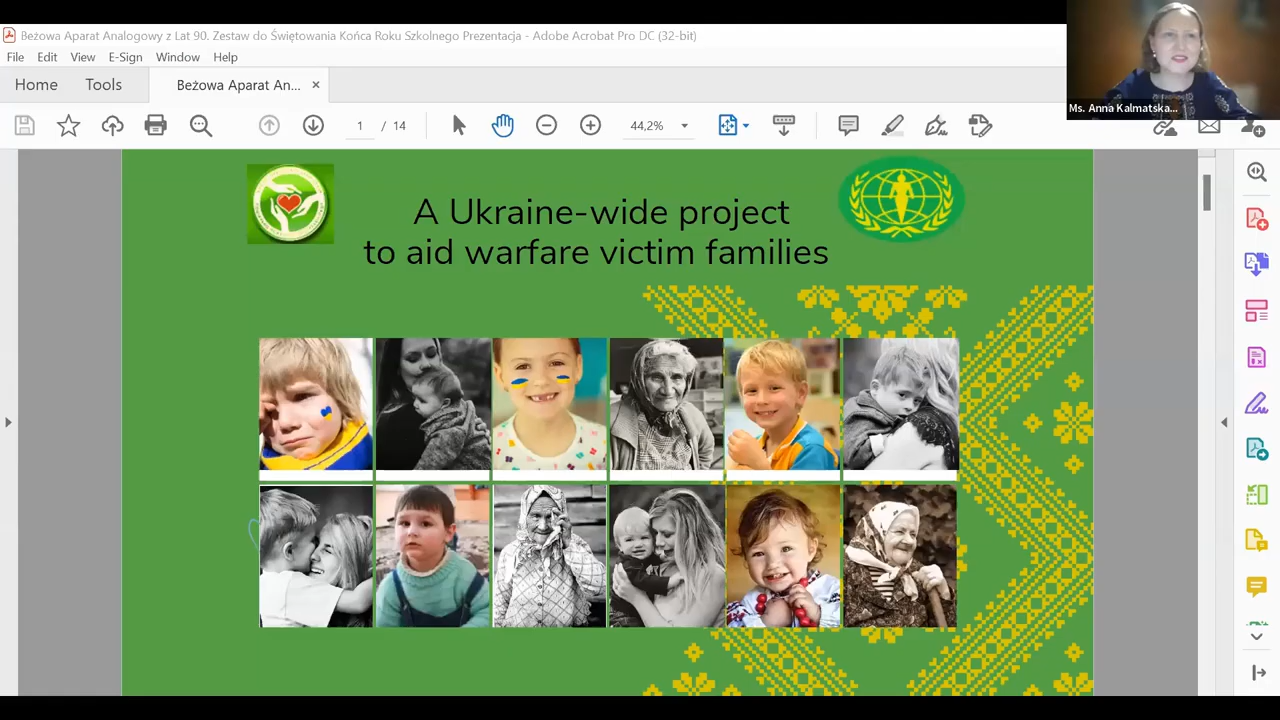 Beżowa Aparat Analogowy z Lat 90. Zestaw do Świętowania Końca Roku Szkolnego Prezentacja - Adobe Acrobat Pro DC (32-bit)
File Edit View E-Sign Window Help
Home Tools Beżowa Aparat An... ×
1 / 14 44,2%
Ms. Anna Kalmatska...
A Ukraine-wide project
to aid warfare victim families